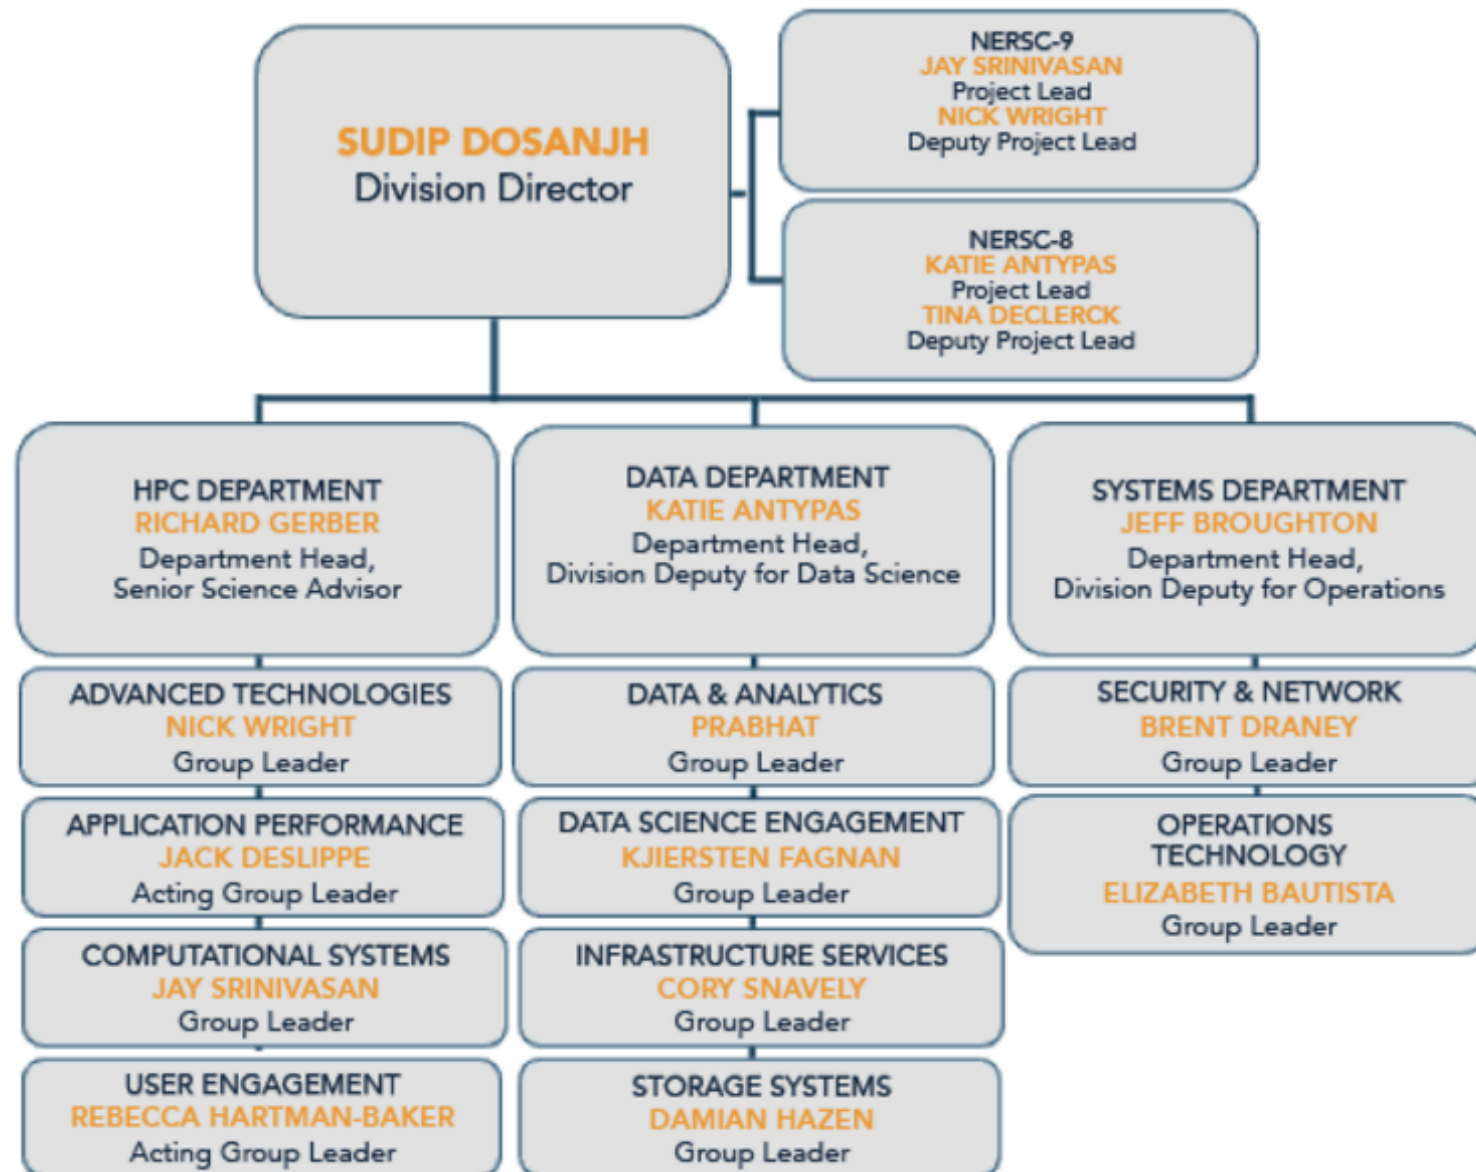 SUDIP DOSANJH
Division Director
NERSC-9
JAY SRINIVASAN
Project Lead
NICK WRIGHT
Deputy Project Lead
NERSC-8
KATIE ANTYPAS
Project Lead
TINA DECLERCK
Deputy Project Lead
HPC DEPARTMENT
RICHARD GERBER
Department Head,
Senior Science Advisor
ADVANCED TECHNOLOGIES
NICK WRIGHT
Group Leader
APPLICATION PERFORMANCE
JACK DESLIPPE
Acting Group Leader
COMPUTATIONAL SYSTEMS
JAY SRINIVASAN
Group Leader
USER ENGAGEMENT
REBECCA HARTMAN-BAKER
Acting Group Leader
DATA DEPARTMENT
KATIE ANTYPAS
Department Head,
Division Deputy for Data Science
DATA & ANALYTICS
PRABHAT
Group Leader
DATA SCIENCE ENGAGEMENT
KJIERSTEN FAGNAN
Group Leader
INFRASTRUCTURE SERVICES
CORY SNAVELY
Group Leader
STORAGE SYSTEMS
DAMIAN HAZEN
Group Leader
SYSTEMS DEPARTMENT
JEFF BROUGHTON
Department Head,
Division Deputy for Operations
SECURITY & NETWORK
BRENT DRANEY
Group Leader
OPERATIONS
TECHNOLOGY
ELIZABETH BAUTISTA
Group Leader